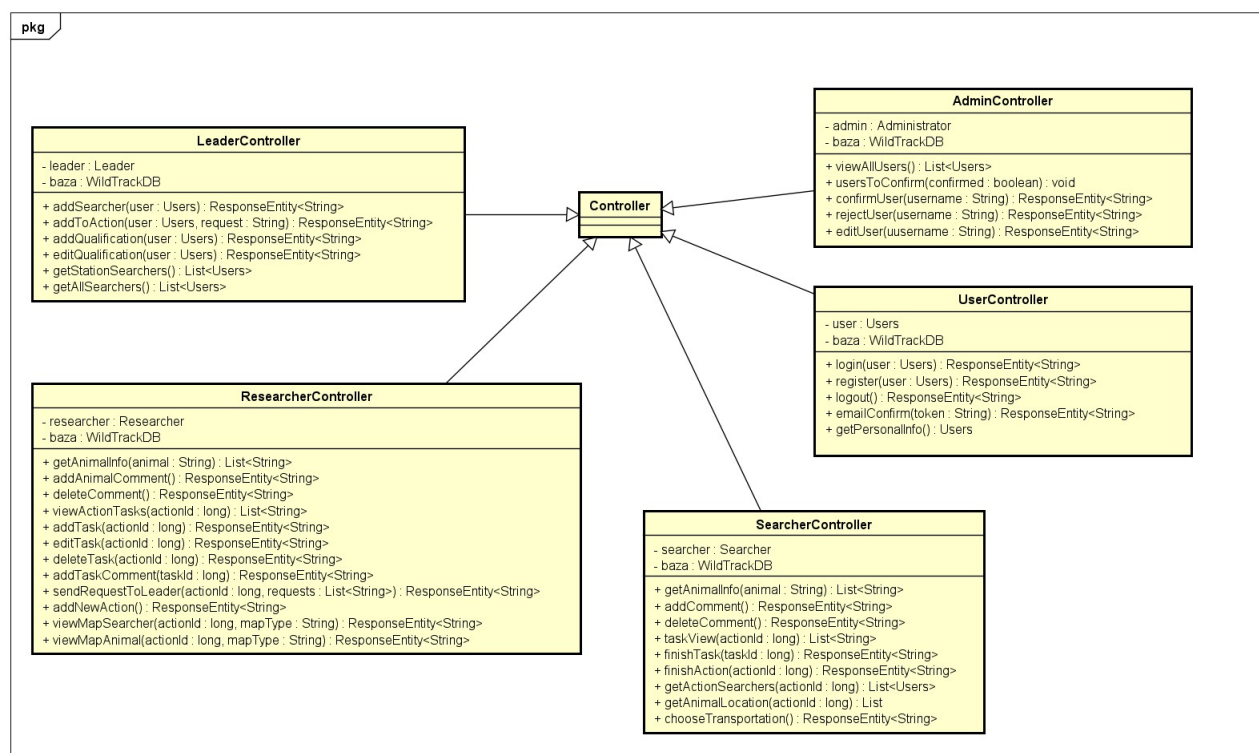 pkg
LeaderController
- leader : Leader
- baza : WildTrackDB
+ addSearcher(user : Users) : ResponseEntity<String>
+ addToAction(user : Users, request : String) : ResponseEntity<String>
+ addQualification(user : Users) : ResponseEntity<String>
+ editQualification(user : Users) : ResponseEntity<String>
+ getStationSearchers() : List<Users>
+ getAllSearchers() : List<Users>
Controller
AdminController
- admin : Administrator
- baza : WildTrackDB
+ viewAllUsers() : List<Users>
+ usersToConfirm(confirmed : boolean) : void
+ confirmUser(username : String) : ResponseEntity<String>
+ rejectUser(username : String) : ResponseEntity<String>
+ editUser(uusername : String) : ResponseEntity<String>
UserController
- user : Users
- baza : WildTrackDB
+ login(user : Users) : ResponseEntity<String>
+ register(user : Users) : ResponseEntity<String>
+ logout() : ResponseEntity<String>
+ emailConfirm(token : String) : ResponseEntity<String>
+ getPersonalInfo() : Users
ResearcherController
- researcher : Researcher
- baza : WildTrackDB
+ getAnimalInfo(animal : String) : List<String>
+ addAnimalComment() : ResponseEntity<String>
+ deleteComment() : ResponseEntity<String>
+ viewActionTasks(actionId : long) : List<String>
+ addTask(actionId : long) : ResponseEntity<String>
+ editTask(actionId : long) : ResponseEntity<String>
+ deleteTask(actionId : long) : ResponseEntity<String>
+ addTaskComment(taskId : long) : ResponseEntity<String>
+ sendRequestToLeader(actionId : long, requests : List<String>) : ResponseEntity<String>
+ addNewAction() : ResponseEntity<String>
+ viewMapSearcher(actionId : long, mapType : String) : ResponseEntity<String>
+ viewMapAnimal(actionId : long, mapType : String) : ResponseEntity<String>
SearcherController
- searcher : Searcher
- baza : WildTrackDB
+ getAnimalInfo(animal : String) : List<String>
+ addComment() : ResponseEntity<String>
+ deleteComment() : ResponseEntity<String>
+ taskView(actionId : long) : List<String>
+ finishTask(taskId : long) : ResponseEntity<String>
+ finishAction(actionId : long) : ResponseEntity<String>
+ getActionSearchers(actionId : long) : List<Users>
+ getAnimalLocation(actionId : long) : List
+ chooseTransportation() : ResponseEntity<String>